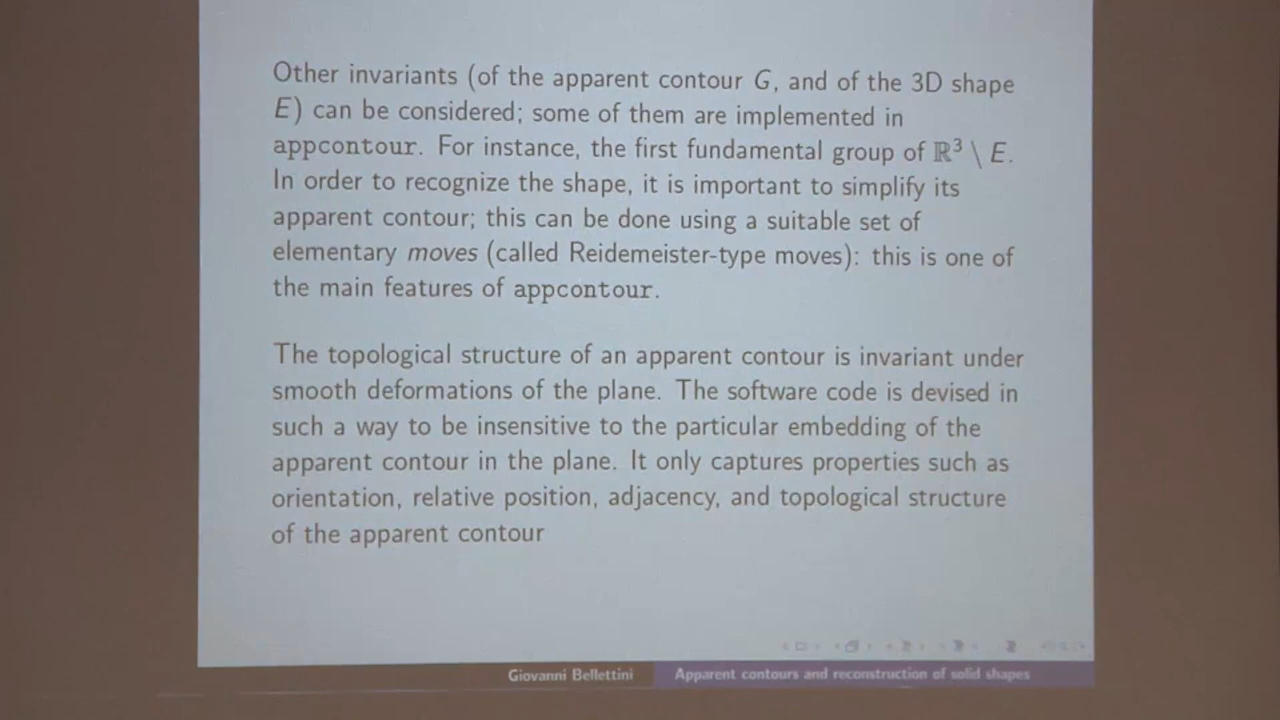 Other invariants (of the apparent contour G, and of the 3D shape
E) can be considered; some of them are implemented in
appcontour. For instance, the first fundamental group of ℝ³ \ E.
In order to recognize the shape, it is important to simplify its
apparent contour; this can be done using a suitable set of
elementary moves (called Reidemeister-type moves): this is one of
the main features of appcontour.
The topological structure of an apparent contour is invariant under
smooth deformations of the plane. The software code is devised in
such a way to be insensitive to the particular embedding of the
apparent contour in the plane. It only captures properties such as
orientation, relative position, adjacency, and topological structure
of the apparent contour
Giovanni Bellettini
Apparent contours and reconstruction of solid shapes